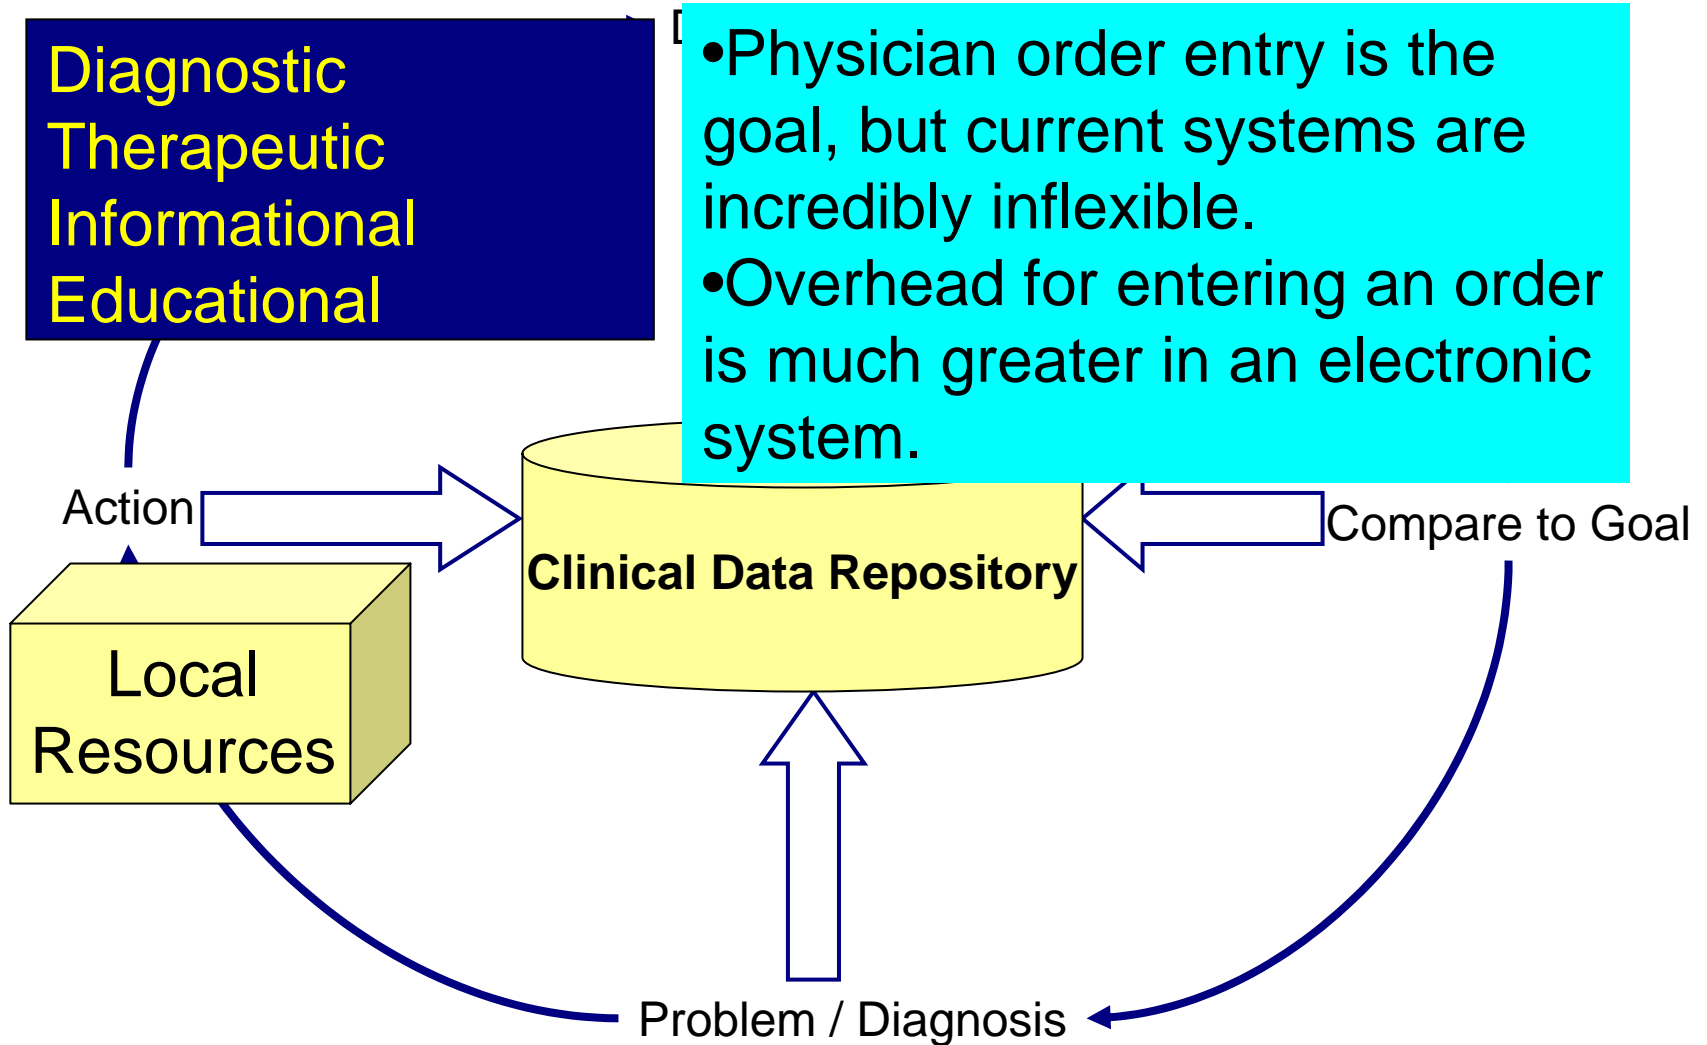 Diagnostic
Therapeutic
Informational
Educational
•Physician order entry is the
goal, but current systems are
incredibly inflexible.
•Overhead for entering an order
is much greater in an electronic
system.
Action
Compare to Goal
Clinical Data Repository
Local
Resources
Problem / Diagnosis